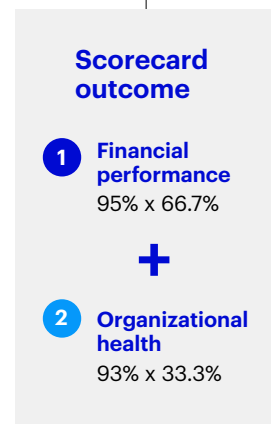 Scorecard
outcome
1 Financial
performance
95% x 66.7%
+
2 Organizational
health
93% x 33.3%